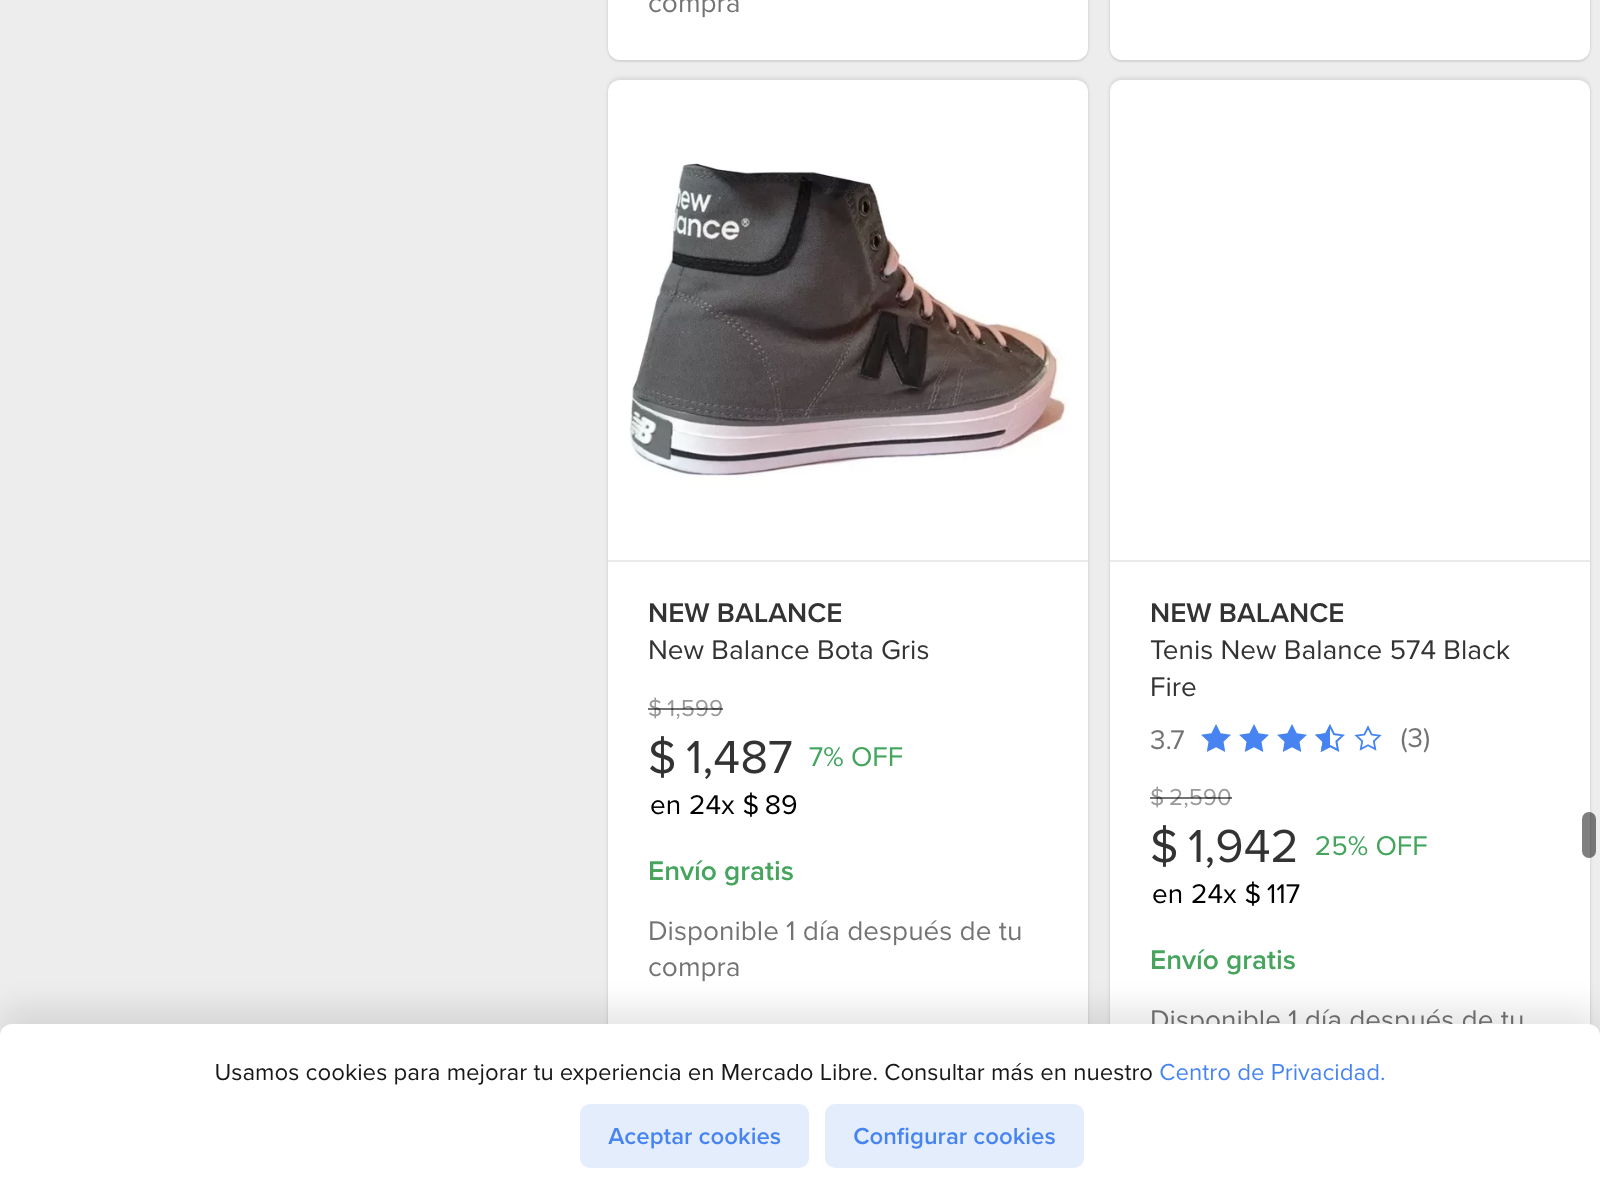 compra
new
lance®
N
NB
NEW BALANCE
New Balance Bota Gris
$ 1,599
$ 1,487 7% OFF
en 24x $ 89
Envío gratis
Disponible 1 día después de tu
compra
NEW BALANCE
Tenis New Balance 574 Black
Fire
3.7 (3)
$ 2,590
$ 1,942 25% OFF
en 24x $ 117
Envío gratis
Disponible 1 día después de tu
Usamos cookies para mejorar tu experiencia en Mercado Libre. Consultar más en nuestro Centro de Privacidad.
Aceptar cookies Configurar cookies